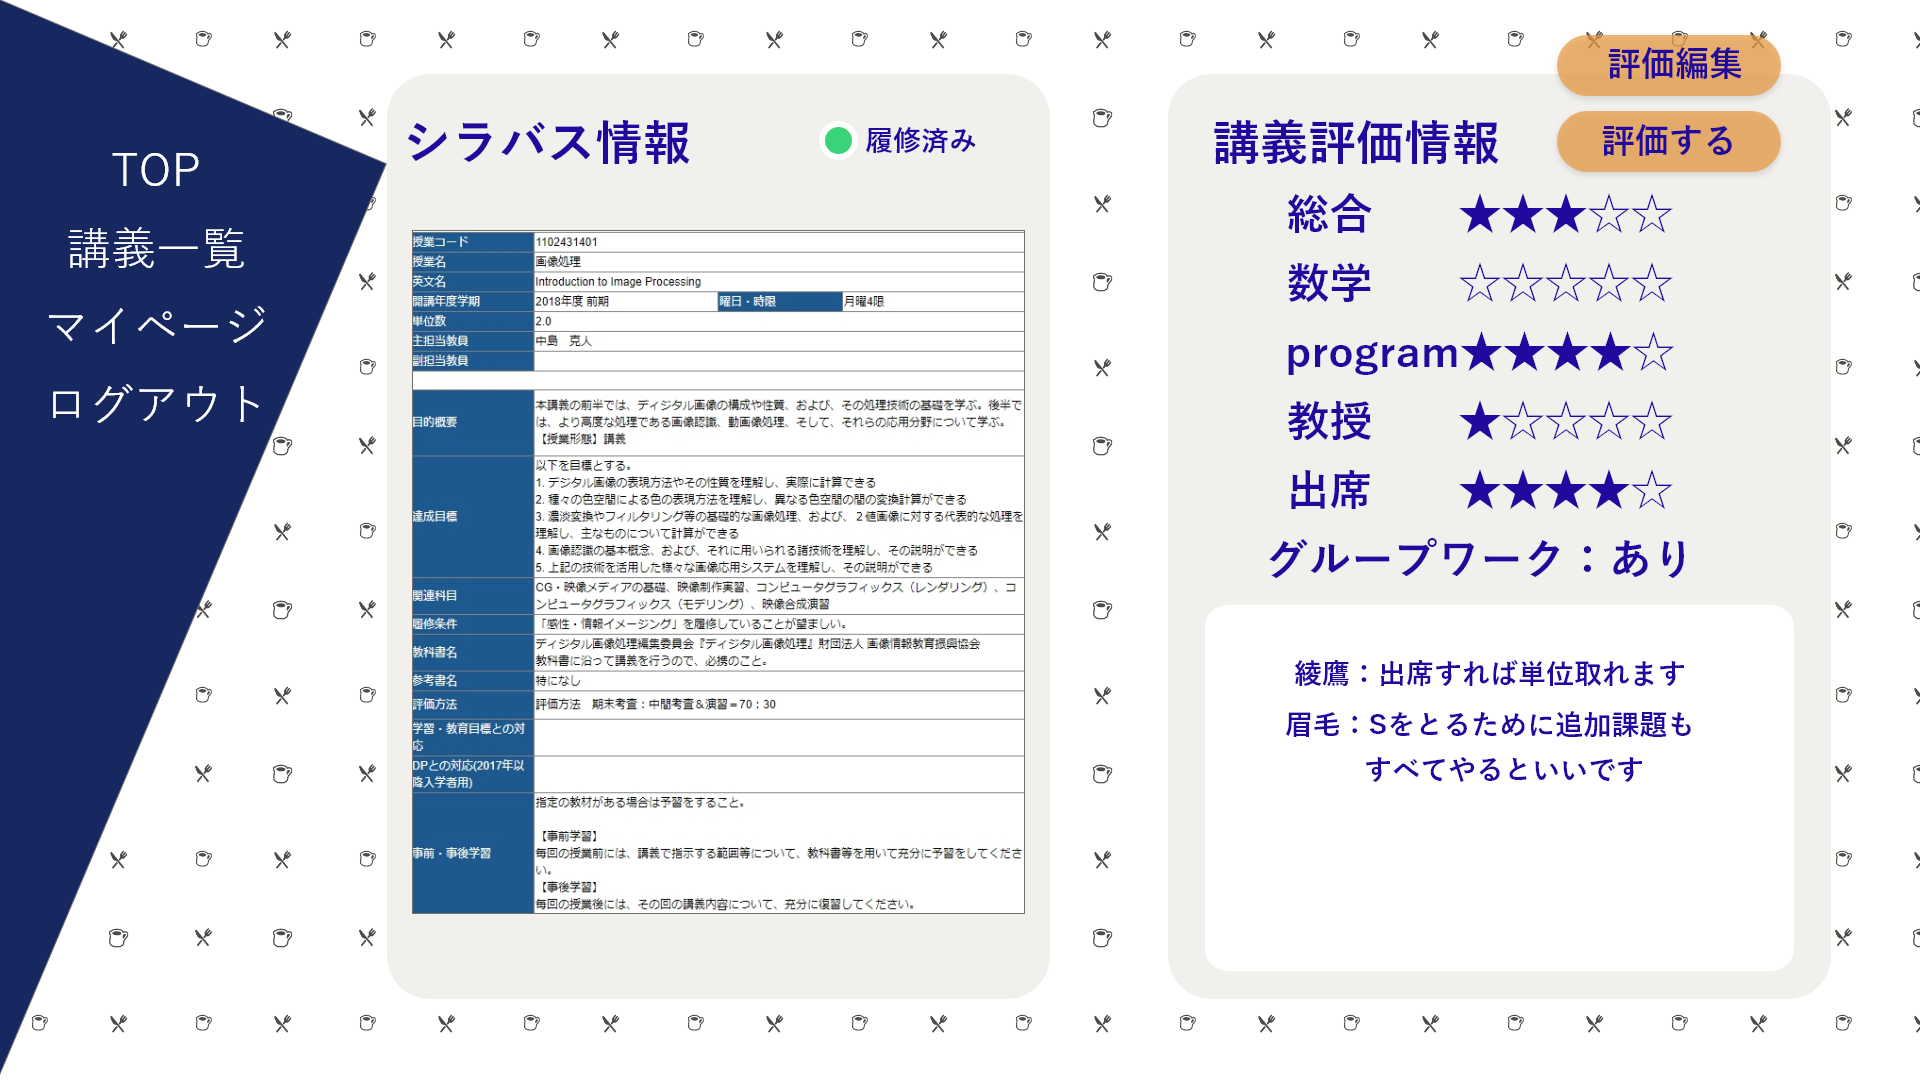 TOP
講義一覧
マイページ
ログアウト
シラバス情報
履修済み
授業コード 1102431401
授業名 画像処理
英文名 Introduction to Image Processing
開講年度学期 2018年度 前期 曜日・時限 月曜4限
単位数 2.0
主担当教員 中島　克人
副担当教員
目的概要
本講義の前半では、ディジタル画像の構成や性質、および、その処理技術の基礎を学ぶ。後半で
は、より高度な処理である画像認識、動画像処理、そして、それらの応用分野について学ぶ。
【授業形態】講義
達成目標
以下を目標とする。
1. デジタル画像の表現方法やその性質を理解し、実際に計算できる
2. 種々の色空間による色の表現方法を理解し、異なる色空間の間の変換計算ができる
3. 濃淡変換やフィルタリング等の基礎的な画像処理、および、２値画像に対する代表的な処理を
理解し、主なものについて計算ができる
4. 画像認識の基本概念、および、それに用いられる諸技術を理解し、その説明ができる
5. 上記の技術を活用した様々な画像応用システムを理解し、その説明ができる
関連科目
CG・映像メディアの基礎、映像制作実習、コンピュータグラフィックス（レンダリング）、コ
ンピュータグラフィックス（モデリング）、映像合成演習
履修条件 「感性・情報イメージング」を履修していることが望ましい。
教科書名
ディジタル画像処理編集委員会『ディジタル画像処理』財団法人 画像情報教育振興協会
教科書に沿って講義を行うので、必携のこと。
参考書名 特になし
評価方法 評価方法　期末考査：中間考査＆演習＝70：30
学習・教育目標との対
応
DPとの対応(2017年以
降入学者用)
事前・事後学習
指定の教材がある場合は予習をすること。
【事前学習】
毎回の授業前には、講義で指示する範囲等について、教科書等を用いて充分に予習をしてくださ
い。
【事後学習】
毎回の授業後には、その回の講義内容について、充分に復習してください。
評価編集
講義評価情報
評価する
総合 ★★★☆☆
数学 ☆☆☆☆☆
program ★★★★☆
教授 ★☆☆☆☆
出席 ★★★★☆
グループワーク：あり
綾鷹：出席すれば単位取れます
眉毛：Sをとるために追加課題も
すべてやるといいです